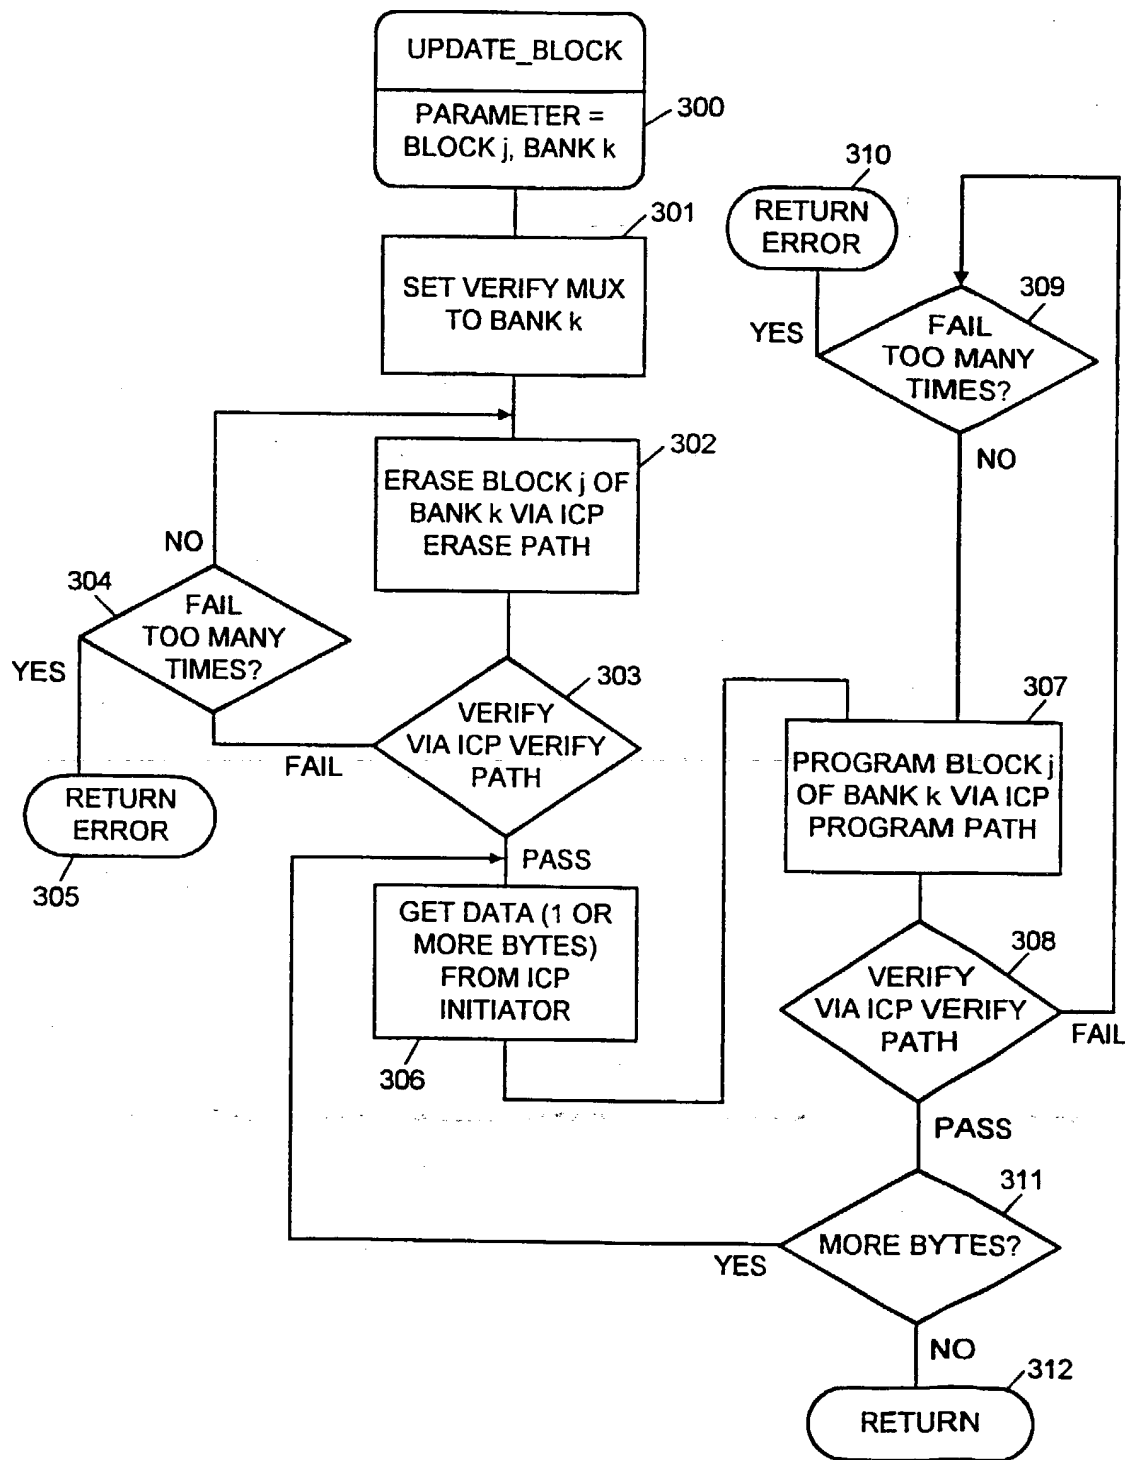 UPDATE_BLOCK
PARAMETER =
BLOCK j, BANK k
300
301
SET VERIFY MUX
TO BANK k
302
ERASE BLOCK j OF
BANK k VIA ICP
ERASE PATH
NO
304
FAIL
TOO MANY
TIMES?
YES
RETURN
ERROR
305
303
VERIFY
VIA ICP VERIFY
PATH
FAIL
PASS
GET DATA (1 OR
MORE BYTES)
FROM ICP
INITIATOR
306
310
RETURN
ERROR
YES
309
FAIL
TOO MANY
TIMES?
NO
307
PROGRAM BLOCK j
OF BANK k VIA ICP
PROGRAM PATH
308
VERIFY
VIA ICP VERIFY
PATH
FAIL
PASS
311
MORE BYTES?
YES
NO
312
RETURN